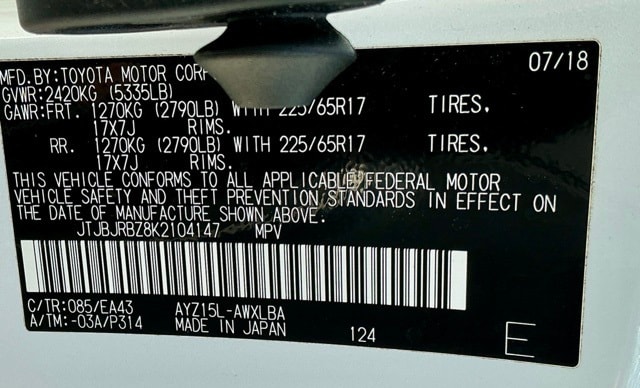 MFD. BY: TOYOTA MOTOR CORP 07/18
GVWR: 2420KG (5335LB)
GAWR: FRT. 1270KG (2790LB) WITH 225/65R17 TIRES.
17X7J RIMS.
RR. 1270KG (2790LB) WITH 225/65R17 TIRES.
17X7J RIMS.
THIS VEHICLE CONFORMS TO ALL APPLICABLE FEDERAL MOTOR
VEHICLE SAFETY AND THEFT PREVENTION STANDARDS IN EFFECT ON
THE DATE OF MANUFACTURE SHOWN ABOVE.
JTJBJRBZ8K2104147 MPV
C/TR: 085/EA43 AYZ15L-AWXLBA
A/TM: -03A/P314 MADE IN JAPAN 124 E